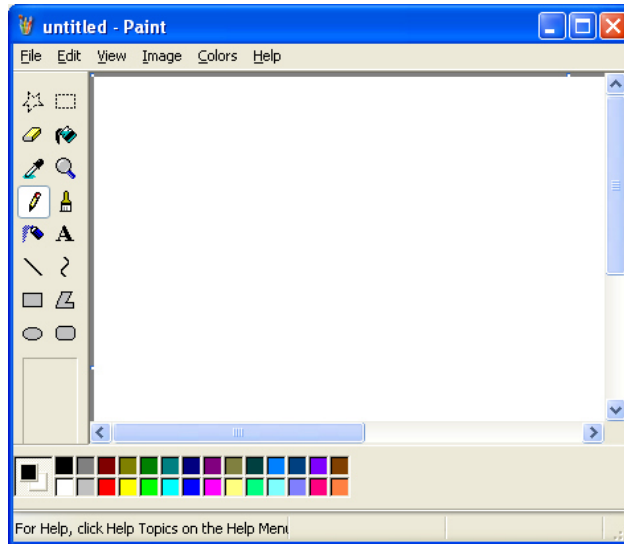 untitled - Paint
File Edit View Image Colors Help
A
For Help, click Help Topics on the Help Menu